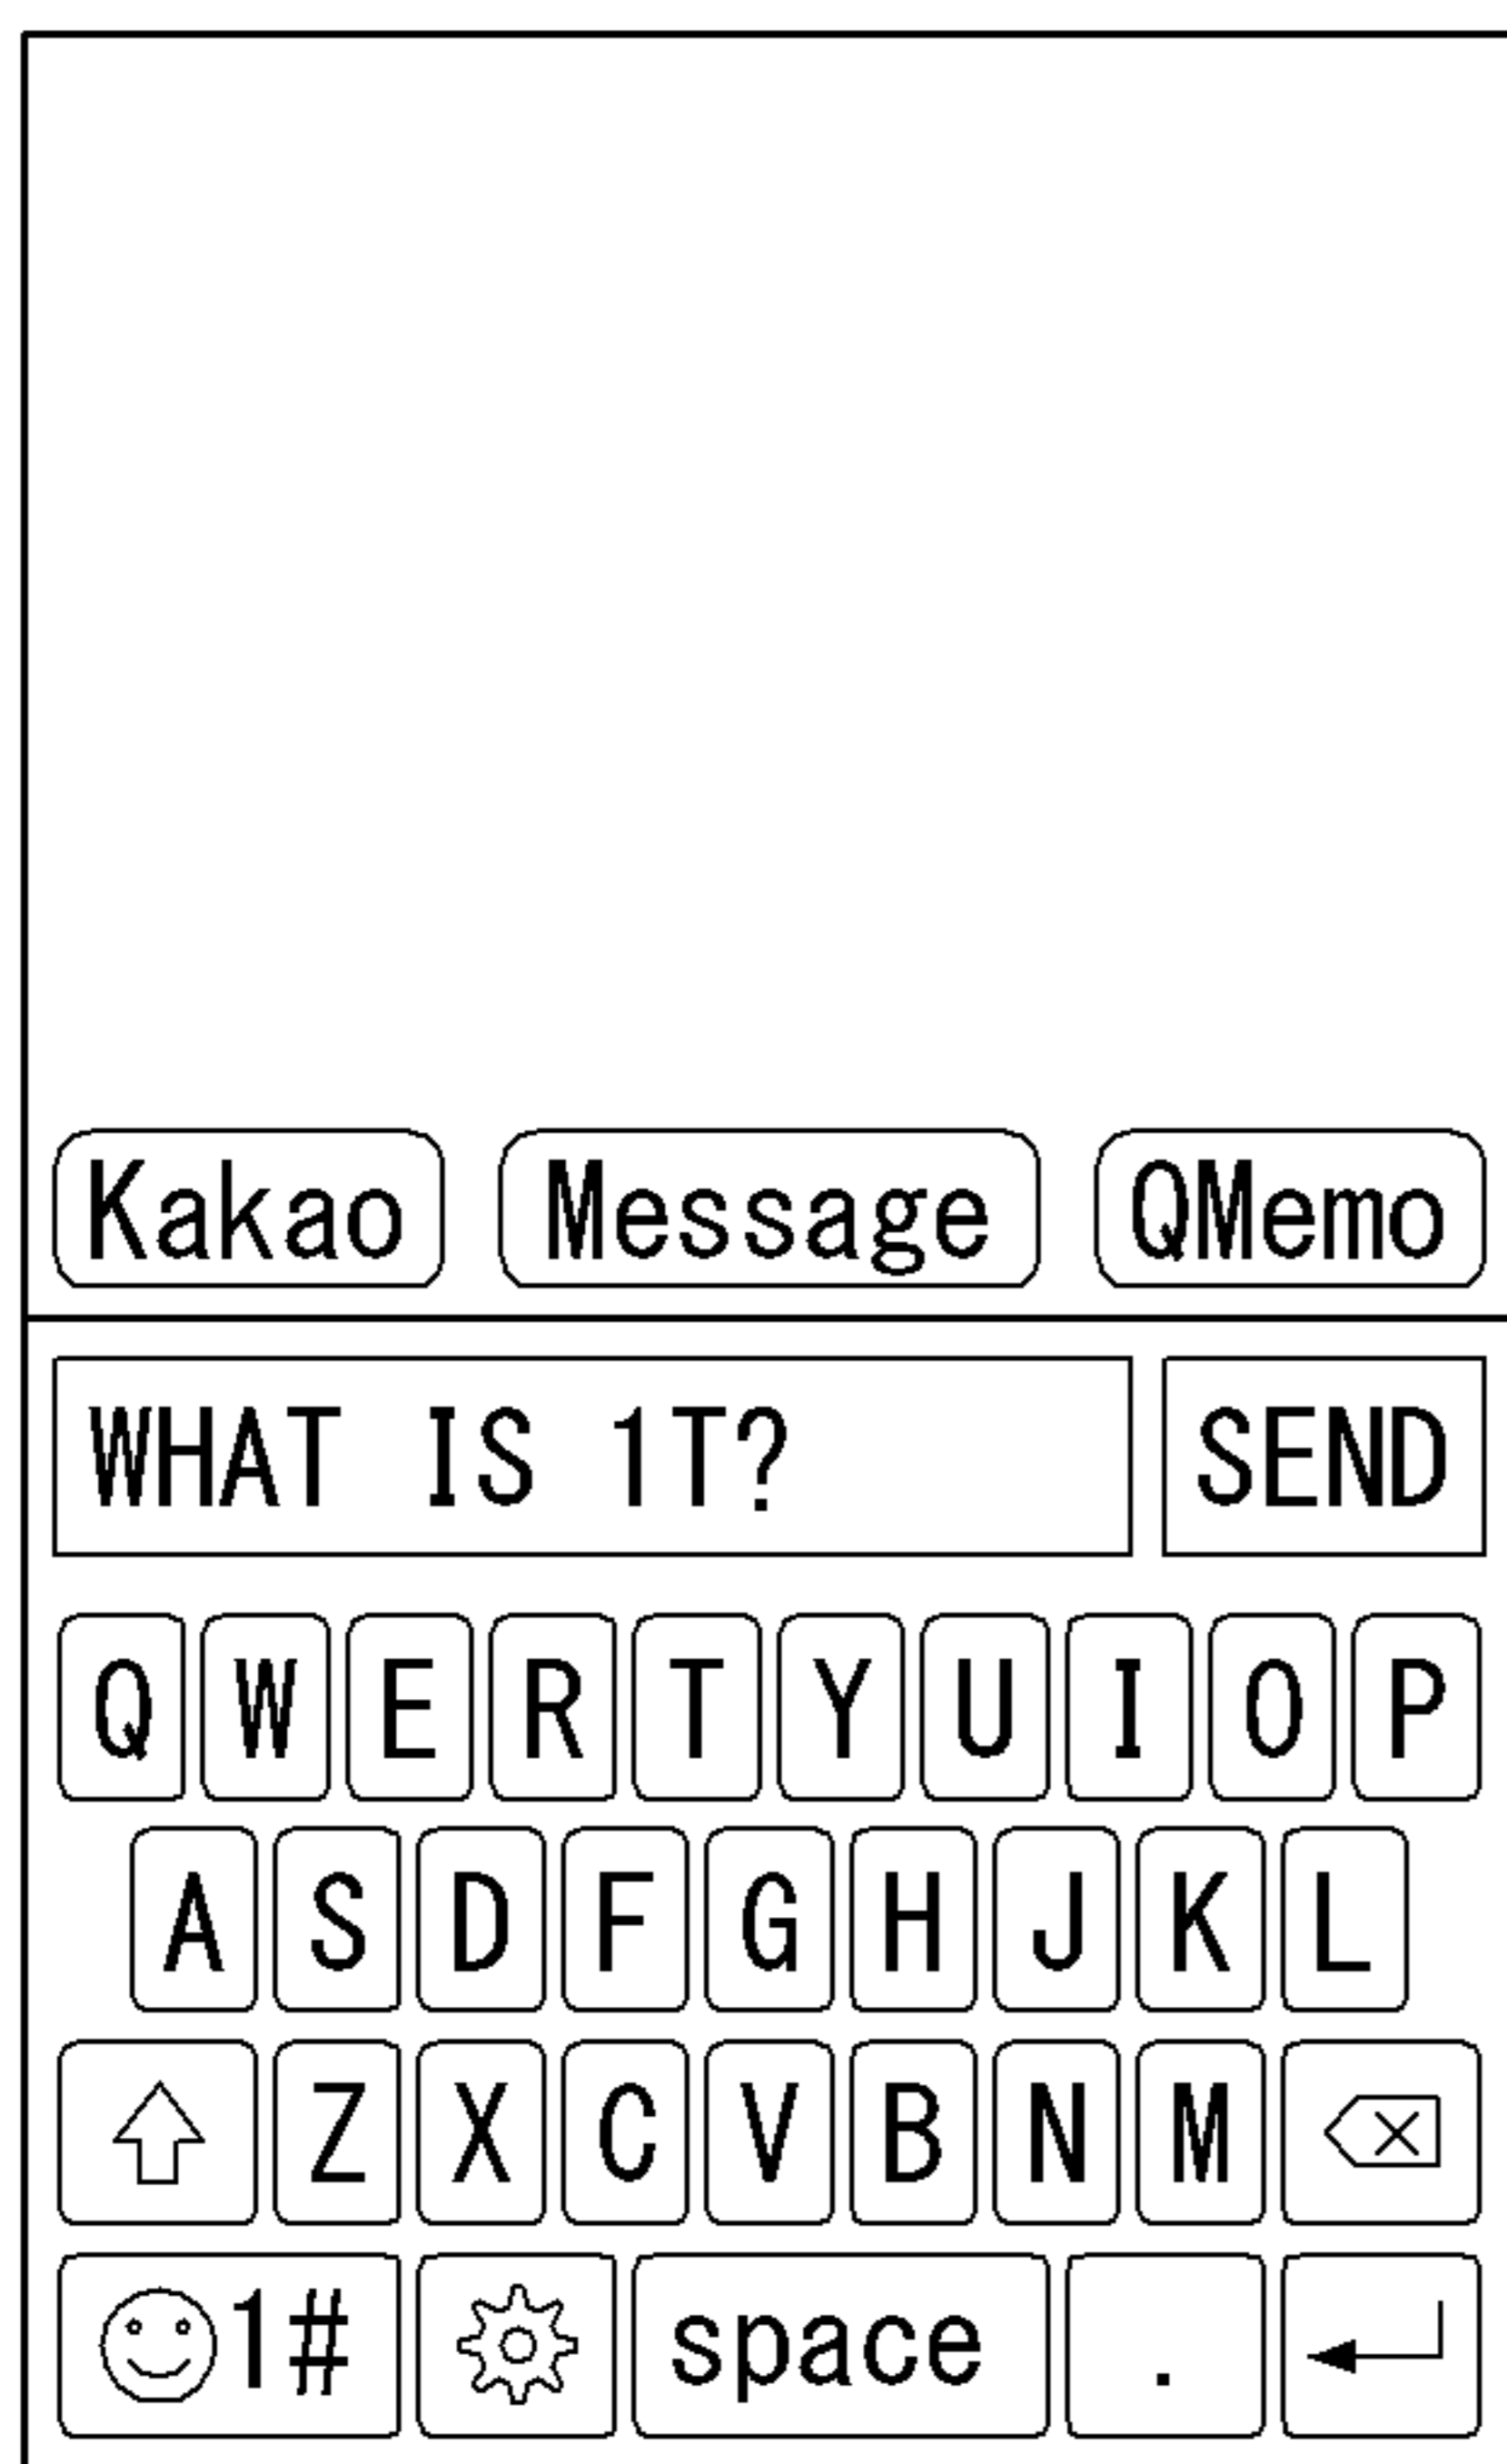 Kakao Message QMemo
WHAT IS 1T? SEND
Q W E R T Y U I O P
A S D F G H J K L
Z X C V B N M
1# space .